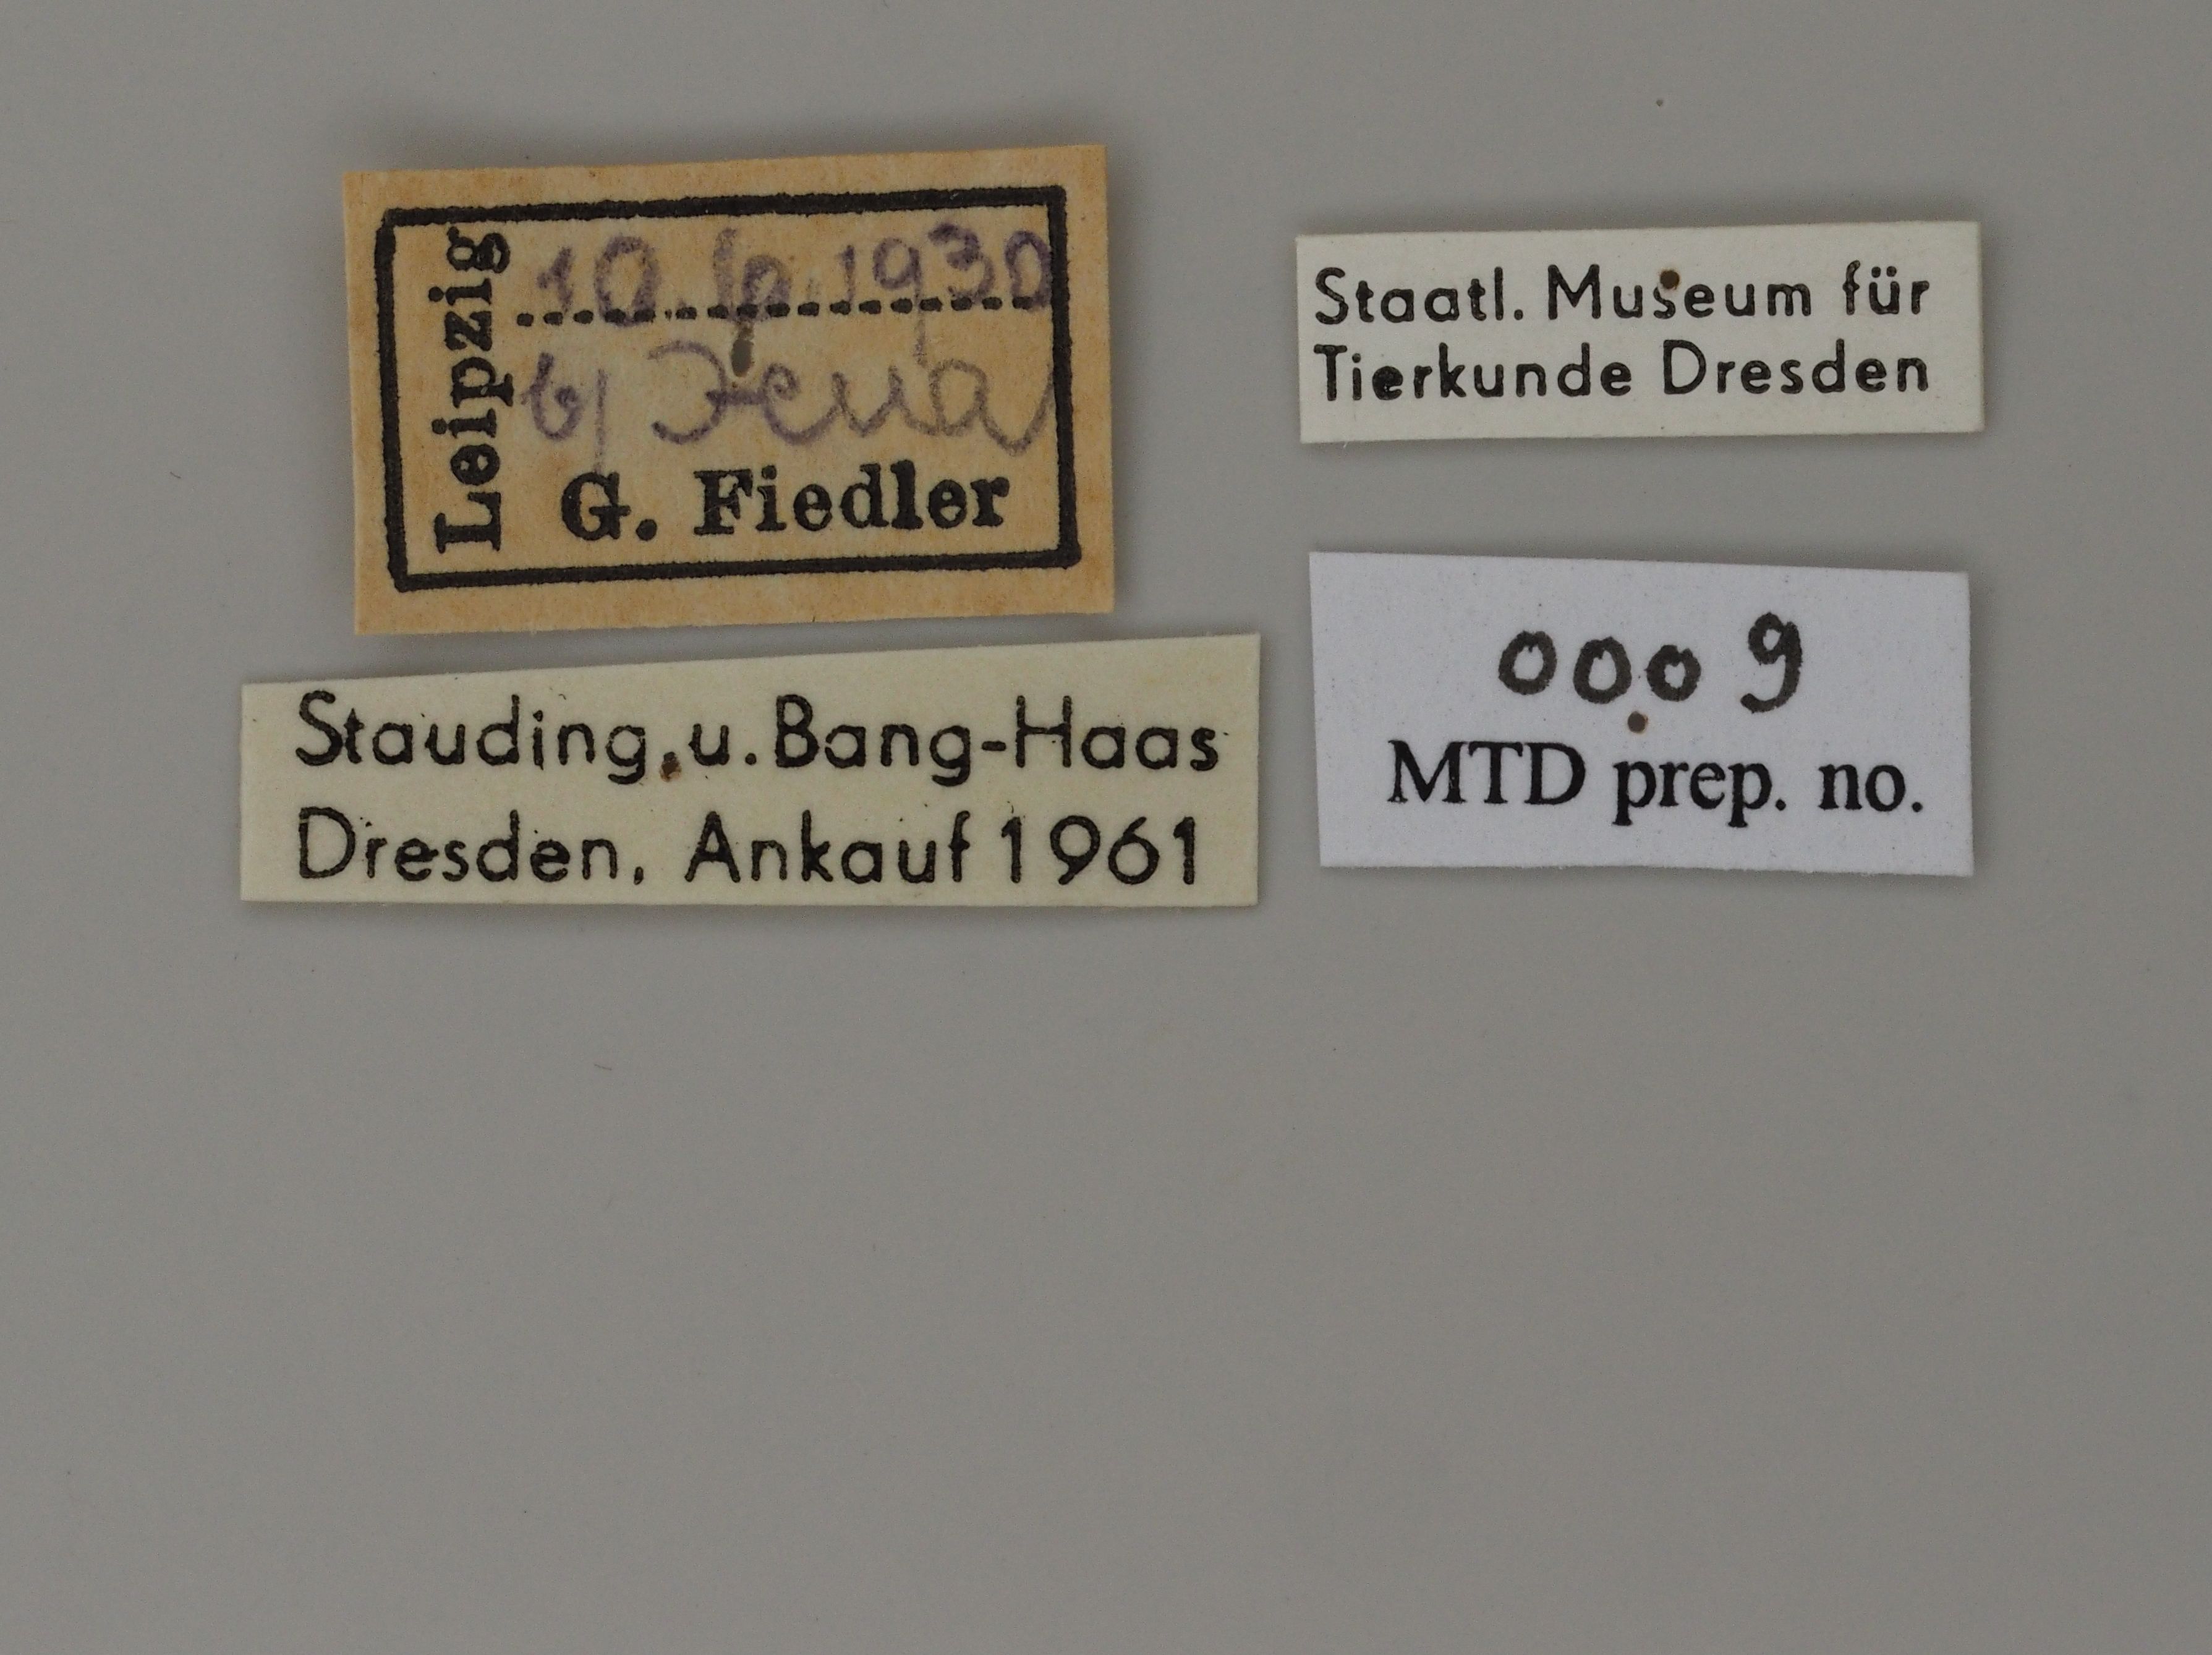 Leipzig
10. 1930
b/ Jena
G. Fiedler
Stauding. u. Bang-Haas
Dresden, Ankauf 1961
Staatl. Museum für
Tierkunde Dresden
0009
MTD prep. no.